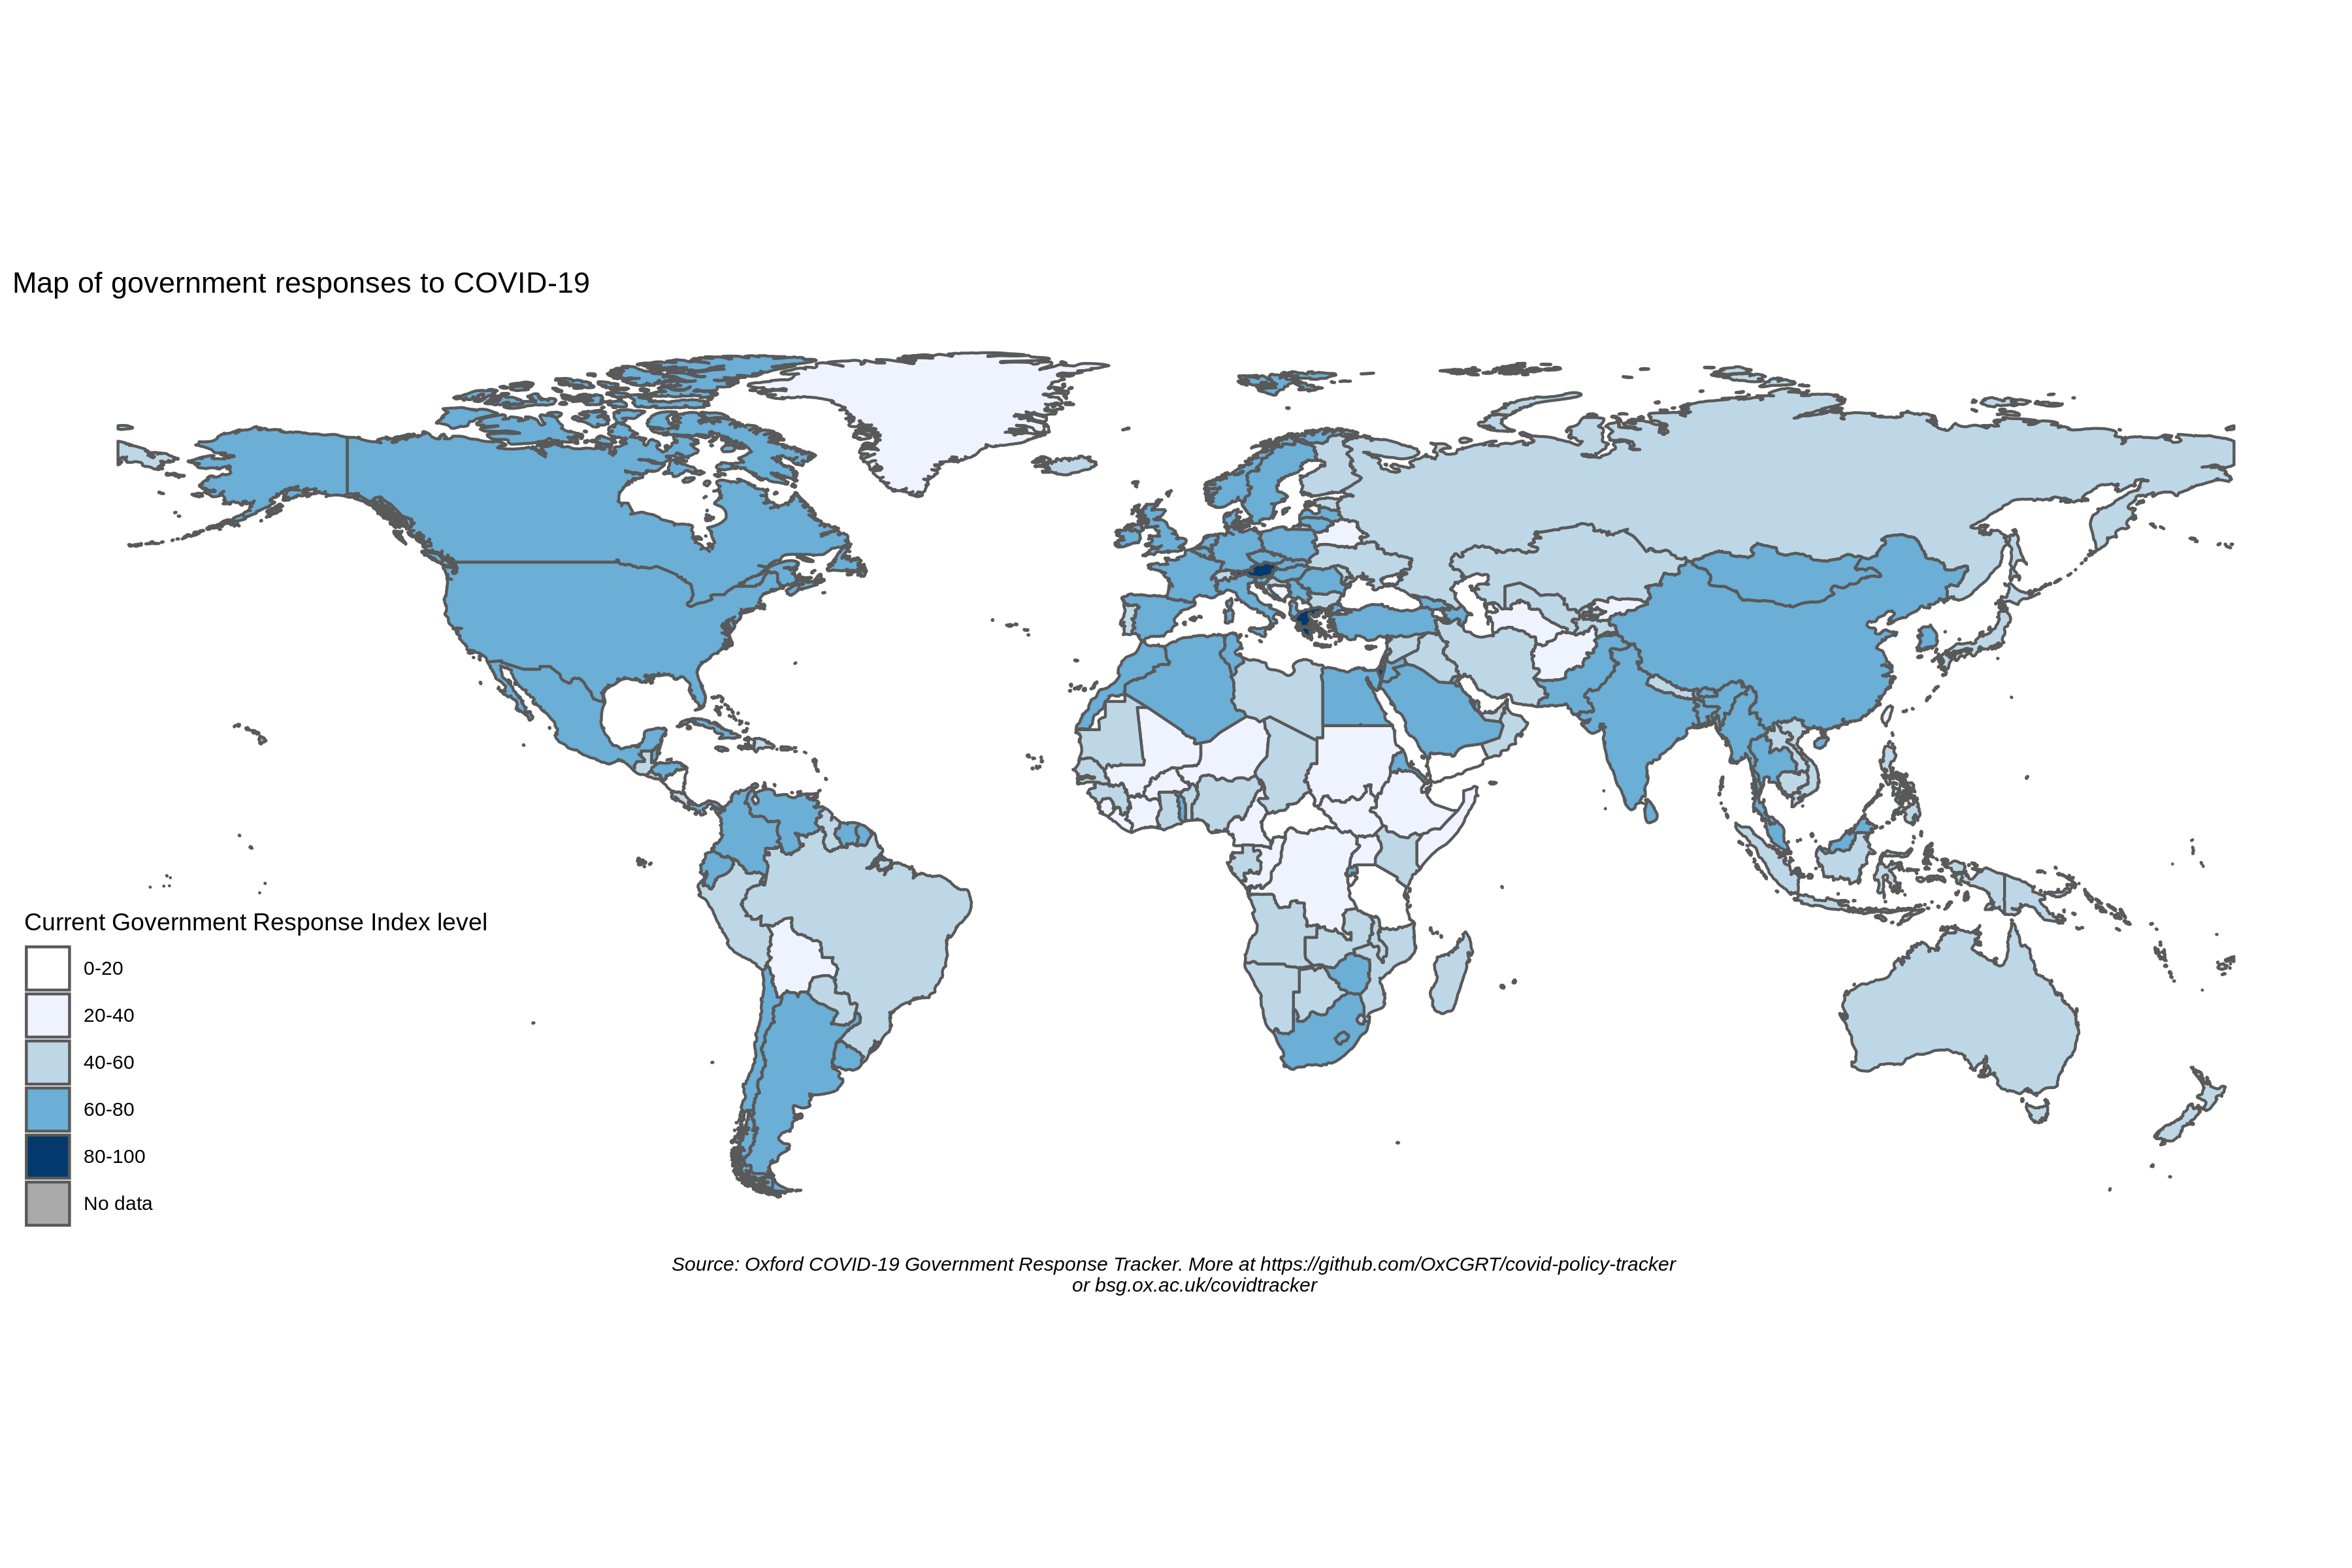 Map of government responses to COVID-19
Current Government Response Index level
0-20
20-40
40-60
60-80
80-100
No data
Source: Oxford COVID-19 Government Response Tracker. More at https://github.com/OxCGRT/covid-policy-tracker
or bsg.ox.ac.uk/covidtracker